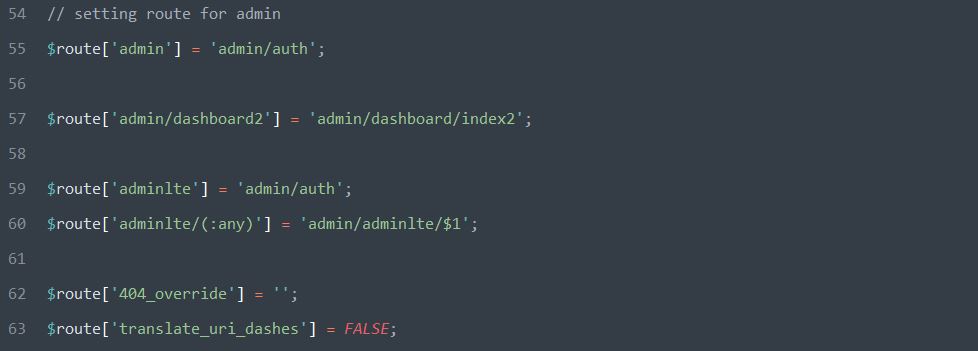 54 // setting route for admin
55 $route['admin'] = 'admin/auth';
56
57 $route['admin/dashboard2'] = 'admin/dashboard/index2';
58
59 $route['adminlte'] = 'admin/auth';
60 $route['adminlte/(:any)'] = 'admin/adminlte/$1';
61
62 $route['404_override'] = '';
63 $route['translate_uri_dashes'] = FALSE;